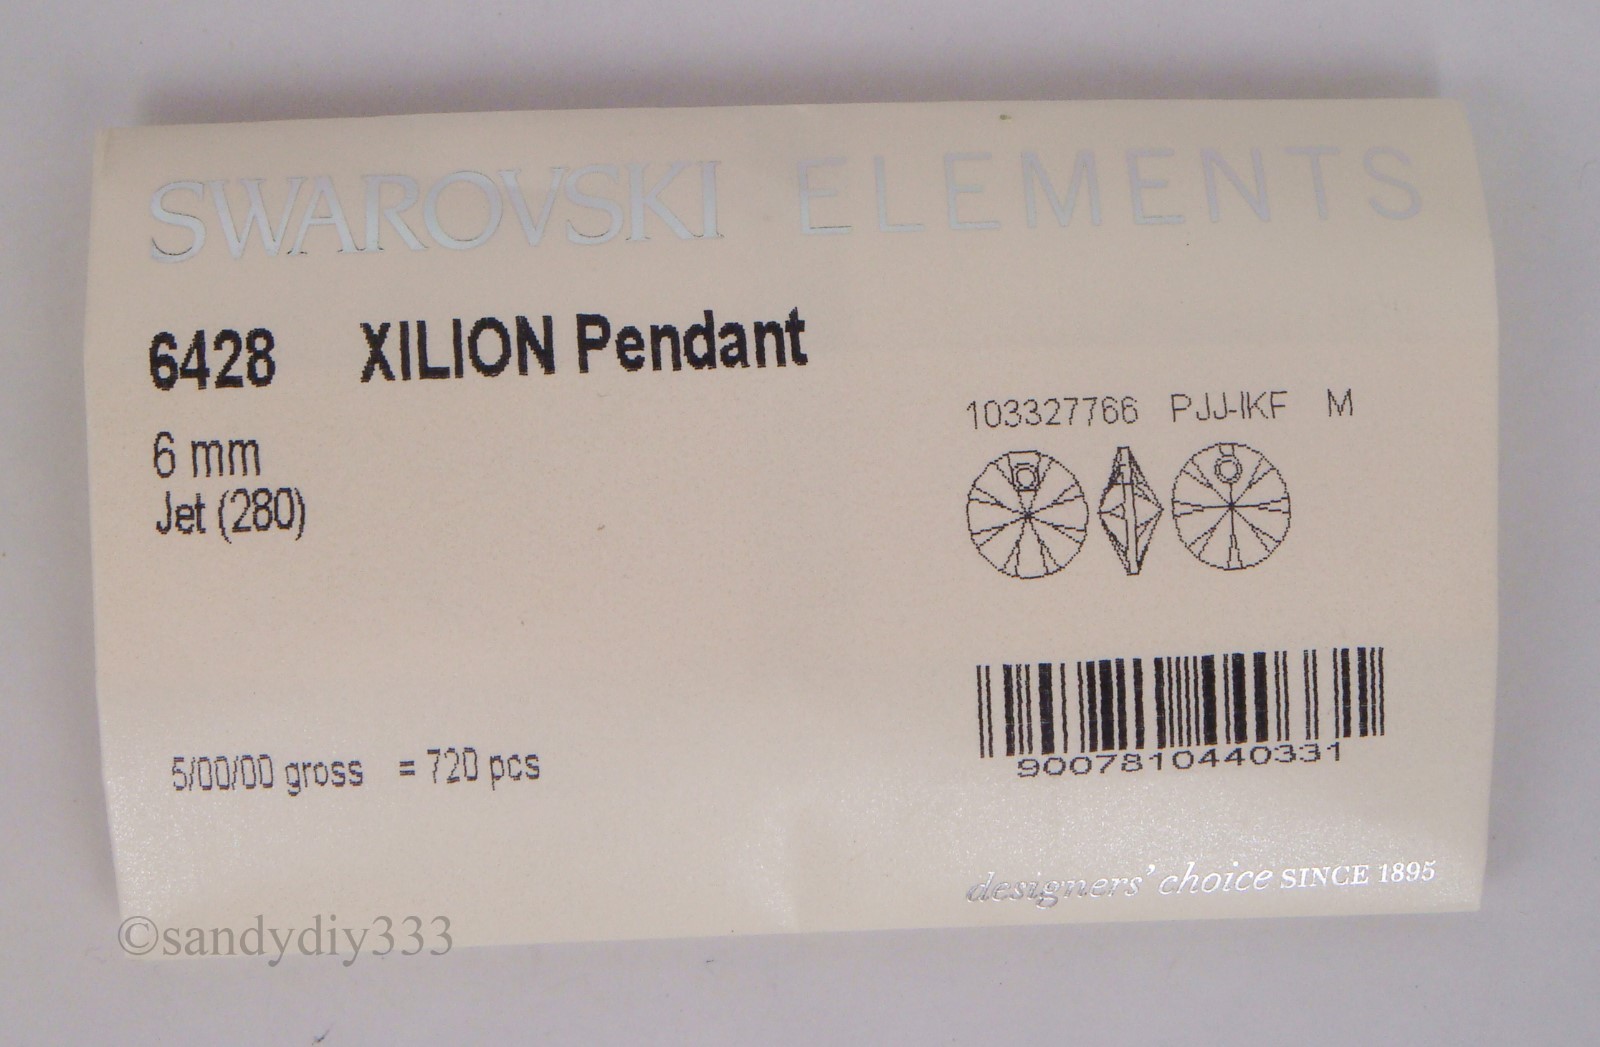 SWAROVSKI ELEMENTS
6428 XILION Pendant
6 mm
Jet (280)
103327766 PJJ-IKF M
5/00/00 gross = 720 pcs
9007810440331
designers' choice SINCE 1895
©sandydiy333